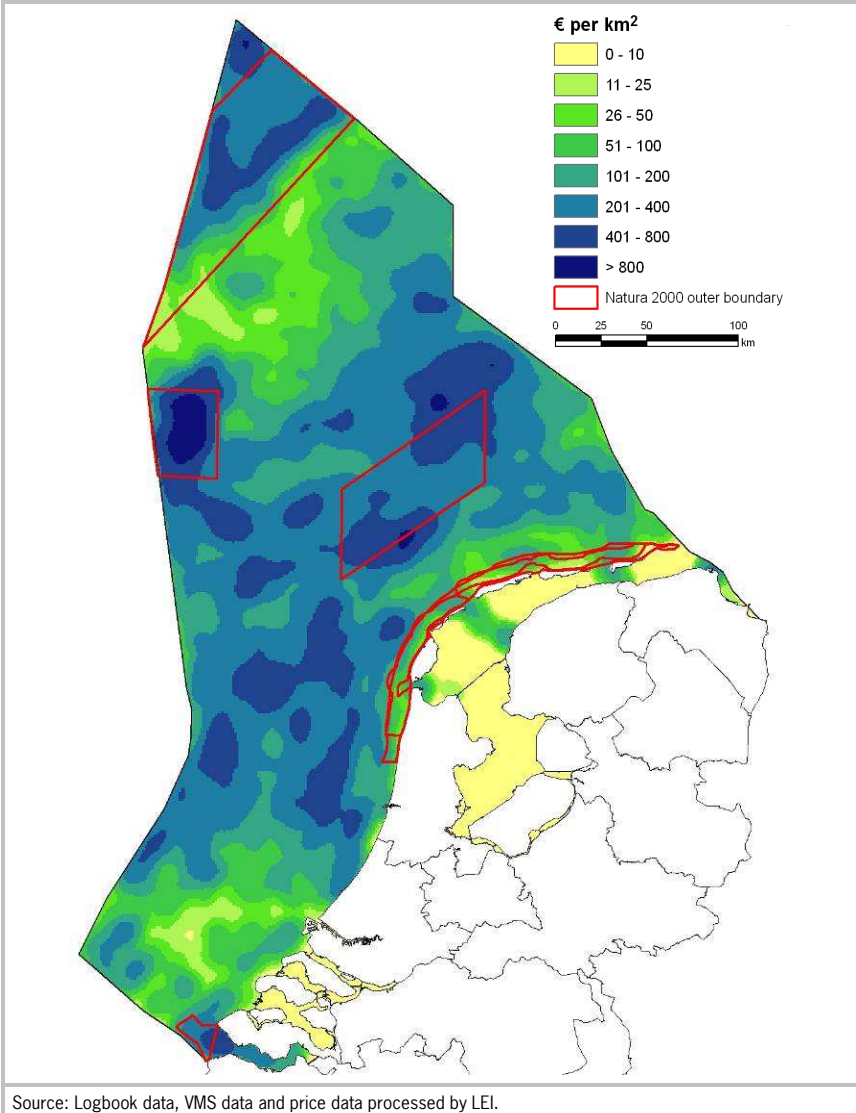 € per km²
0 - 10
11 - 25
26 - 50
51 - 100
101 - 200
201 - 400
401 - 800
> 800
Natura 2000 outer boundary
0 25 50 100
km
Source: Logbook data, VMS data and price data processed by LEI.